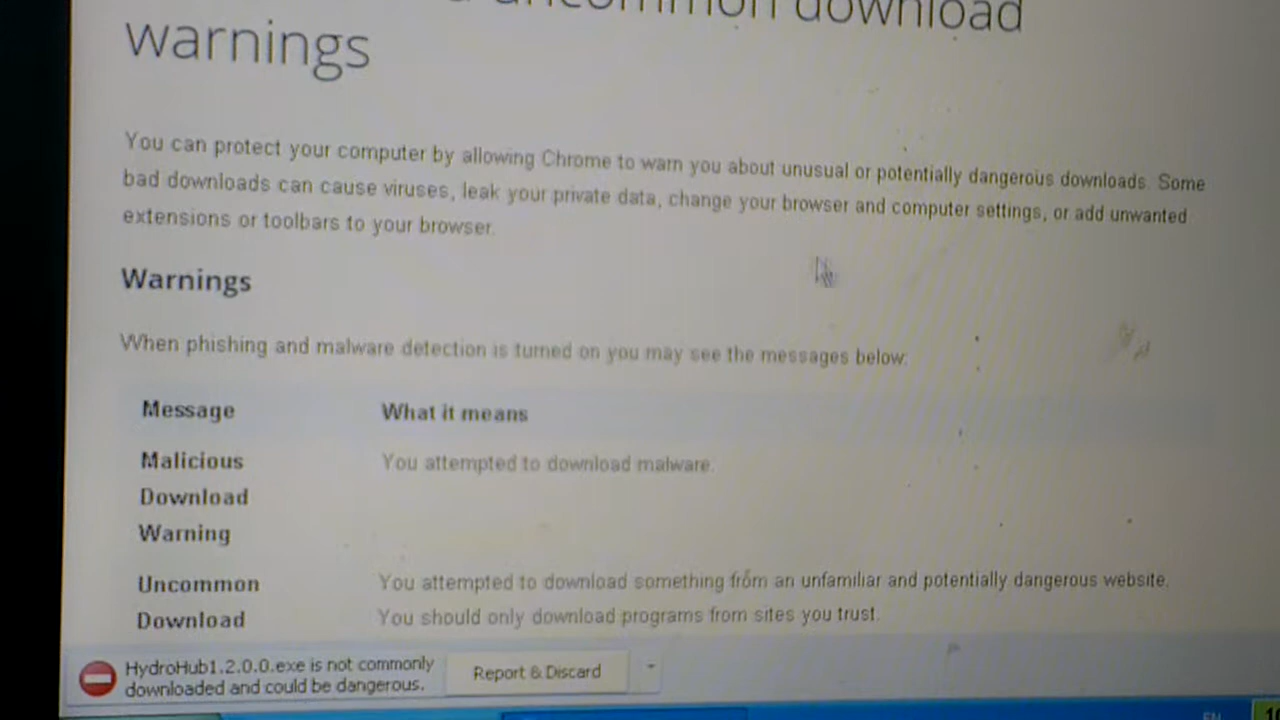 uncommon download
warnings
You can protect your computer by allowing Chrome to warn you about unusual or potentially dangerous downloads. Some
bad downloads can cause viruses, leak your private data, change your browser and computer settings, or add unwanted
extensions or toolbars to your browser.
Warnings
When phishing and malware detection is turned on you may see the messages below:
Message What it means
Malicious You attempted to download malware.
Download
Warning
Uncommon You attempted to download something from an unfamiliar and potentially dangerous website.
Download You should only download programs from sites you trust.
HydroHub1.2.0.0.exe is not commonly
downloaded and could be dangerous.
Report & Discard
EN